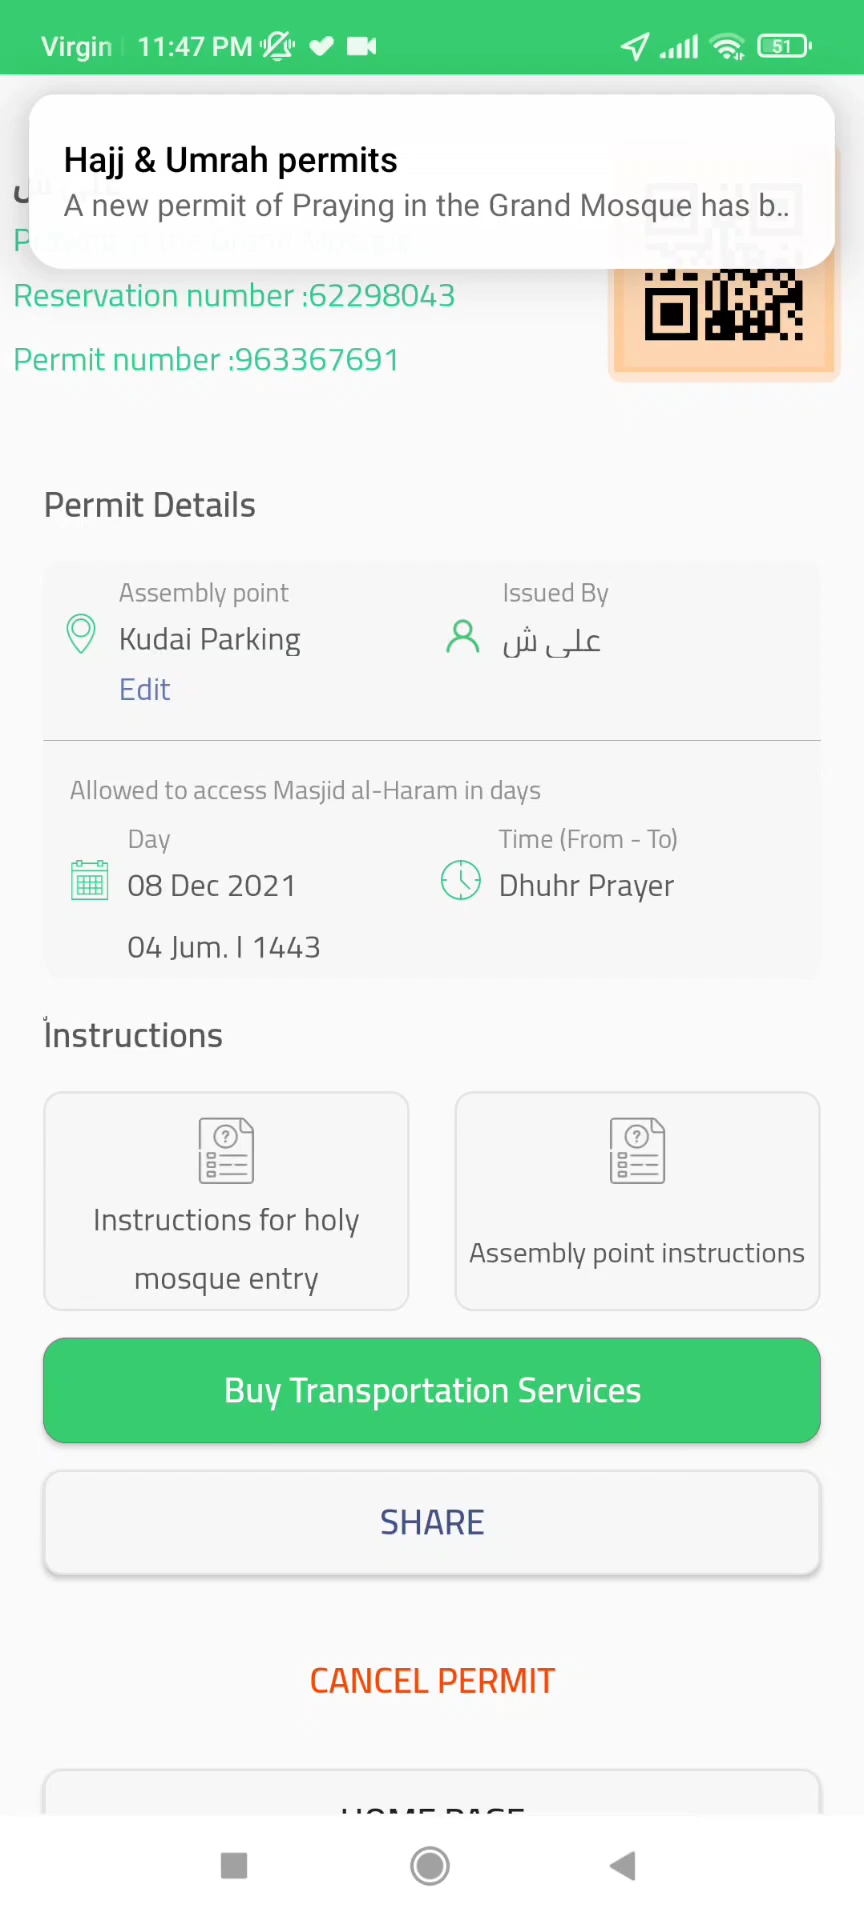 Virgin 11:47 PM 51
Hajj & Umrah permits
A new permit of Praying in the Grand Mosque has b..
Reservation number :62298043
Permit number :963367691
Permit Details
Assembly point
Kudai Parking
Edit
Issued By
على ش
Allowed to access Masjid al-Haram in days
Day
08 Dec 2021
04 Jum. I 1443
Time (From - To)
Dhuhr Prayer
Instructions
Instructions for holy
mosque entry
Assembly point instructions
Buy Transportation Services
SHARE
CANCEL PERMIT
HOME PAGE